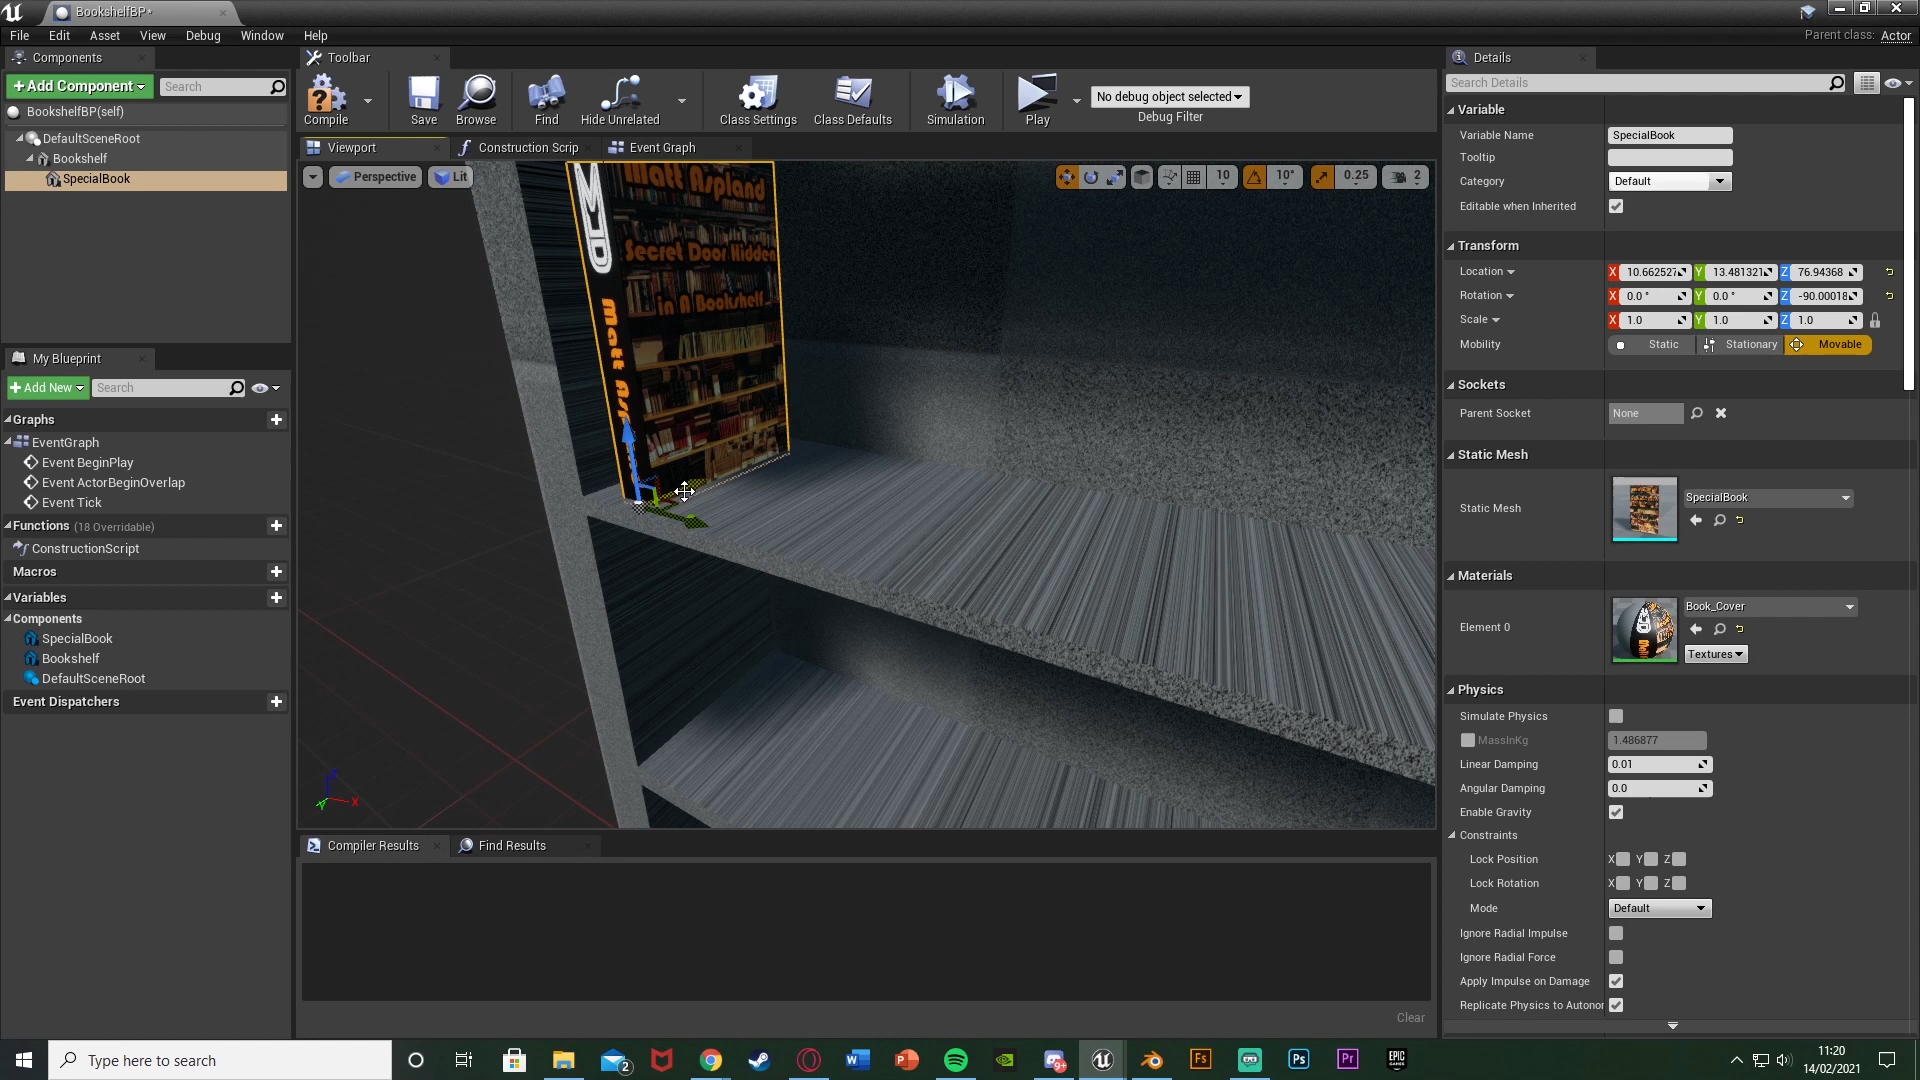 BookshelfBP*
File Edit Asset View Debug Window Help
Parent class: Actor
Components
+Add Component
Search
BookshelfBP(self)
DefaultSceneRoot
Bookshelf
SpecialBook
My Blueprint
+Add New
Search
Graphs
EventGraph
Event BeginPlay
Event ActorBeginOverlap
Event Tick
Functions (18 Overridable)
ConstructionScript
Macros
Variables
Components
SpecialBook
Bookshelf
DefaultSceneRoot
Event Dispatchers
Toolbar
Compile
Save
Browse
Find
Hide Unrelated
Class Settings
Class Defaults
Simulation
Play
No debug object selected
Debug Filter
Viewport
Construction Scrip
Event Graph
Perspective
Lit
10
10°
0.25
2
Matt Aspland
Secret Door Hidden
in A Bookshelf
Compiler Results
Find Results
Clear
Details
Search Details
Variable
Variable Name SpecialBook
Tooltip
Category Default
Editable when Inherited
Transform
Location X 10.662527 Y 13.481321 Z 76.94368
Rotation X 0.0 ° Y 0.0 ° Z -90.00018
Scale X 1.0 Y 1.0 Z 1.0
Mobility Static Stationary Movable
Sockets
Parent Socket None
Static Mesh
Static Mesh SpecialBook
Materials
Element 0 Book_Cover
Textures
Physics
Simulate Physics
MassInKg 1.486877
Linear Damping 0.01
Angular Damping 0.0
Enable Gravity
Constraints
Lock Position X Y Z
Lock Rotation X Y Z
Mode Default
Ignore Radial Impulse
Ignore Radial Force
Apply Impulse on Damage
Replicate Physics to Autonor
Type here to search
11:20
14/02/2021